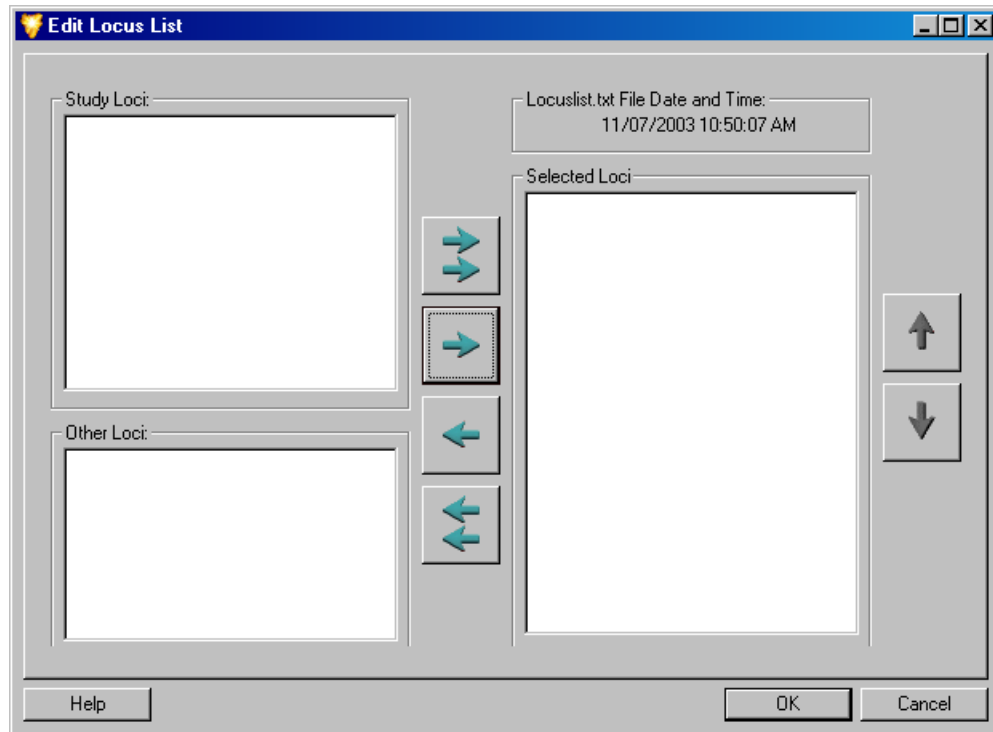 Edit Locus List
Study Loci:
Locuslist.txt File Date and Time:
11/07/2003 10:50:07 AM
Selected Loci
Other Loci:
Help
OK
Cancel